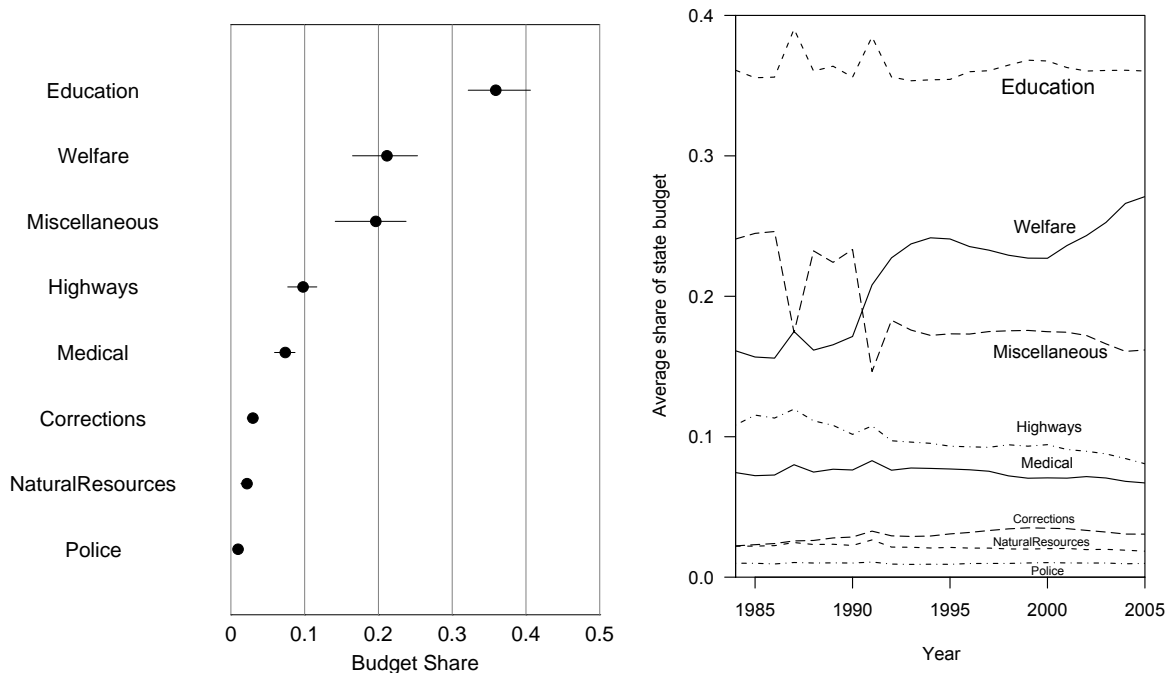 Education
Welfare
Miscellaneous
Highways
Medical
Corrections
NaturalResources
Police
0 0.1 0.2 0.3 0.4 0.5
Budget Share
0.4
0.3
0.2
0.1
0.0
Average share of state budget
Education
Welfare
Miscellaneous
Highways
Medical
Corrections
NaturalResources
Police
1985 1990 1995 2000 2005
Year